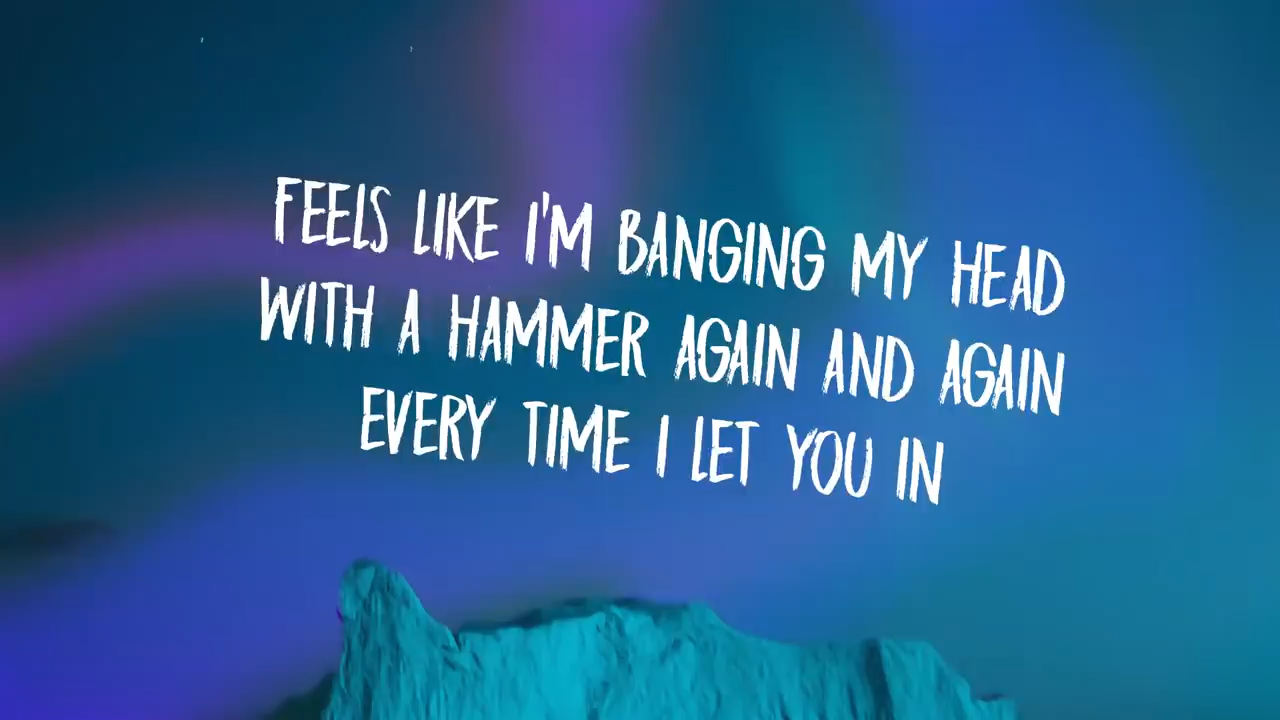 FEELS LIKE I'M BANGING MY HEAD
WITH A HAMMER AGAIN AND AGAIN
EVERY TIME I LET YOU IN